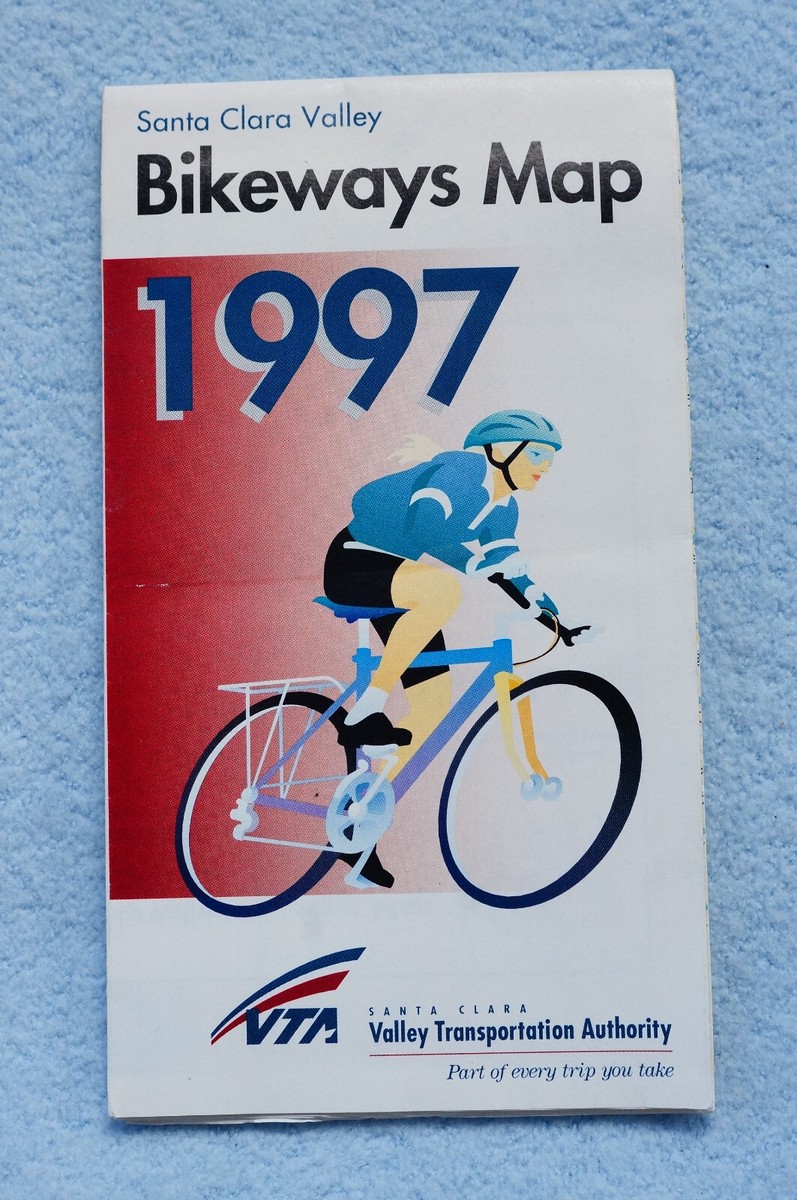 Santa Clara Valley
Bikeways Map
1997
VTA
SANTA CLARA
Valley Transportation Authority
Part of every trip you take